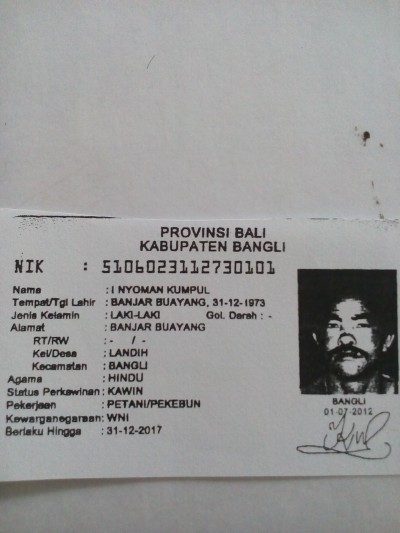 PROVINSI BALI
KABUPATEN BANGLI
NIK : 5106023112730101
Nama : I NYOMAN KUMPUL
Tempat/Tgl Lahir : BANJAR BUAYANG, 31-12-1973
Jenis Kelamin : LAKI-LAKI Gol. Darah : -
Alamat : BANJAR BUAYANG
RT/RW : - / -
Kel/Desa : LANDIH
Kecamatan : BANGLI
Agama : HINDU
Status Perkawinan : KAWIN
Pekerjaan : PETANI/PEKEBUN
Kewarganegaraan: WNI
Berlaku Hingga : 31-12-2017
BANGLI
01-07-2012